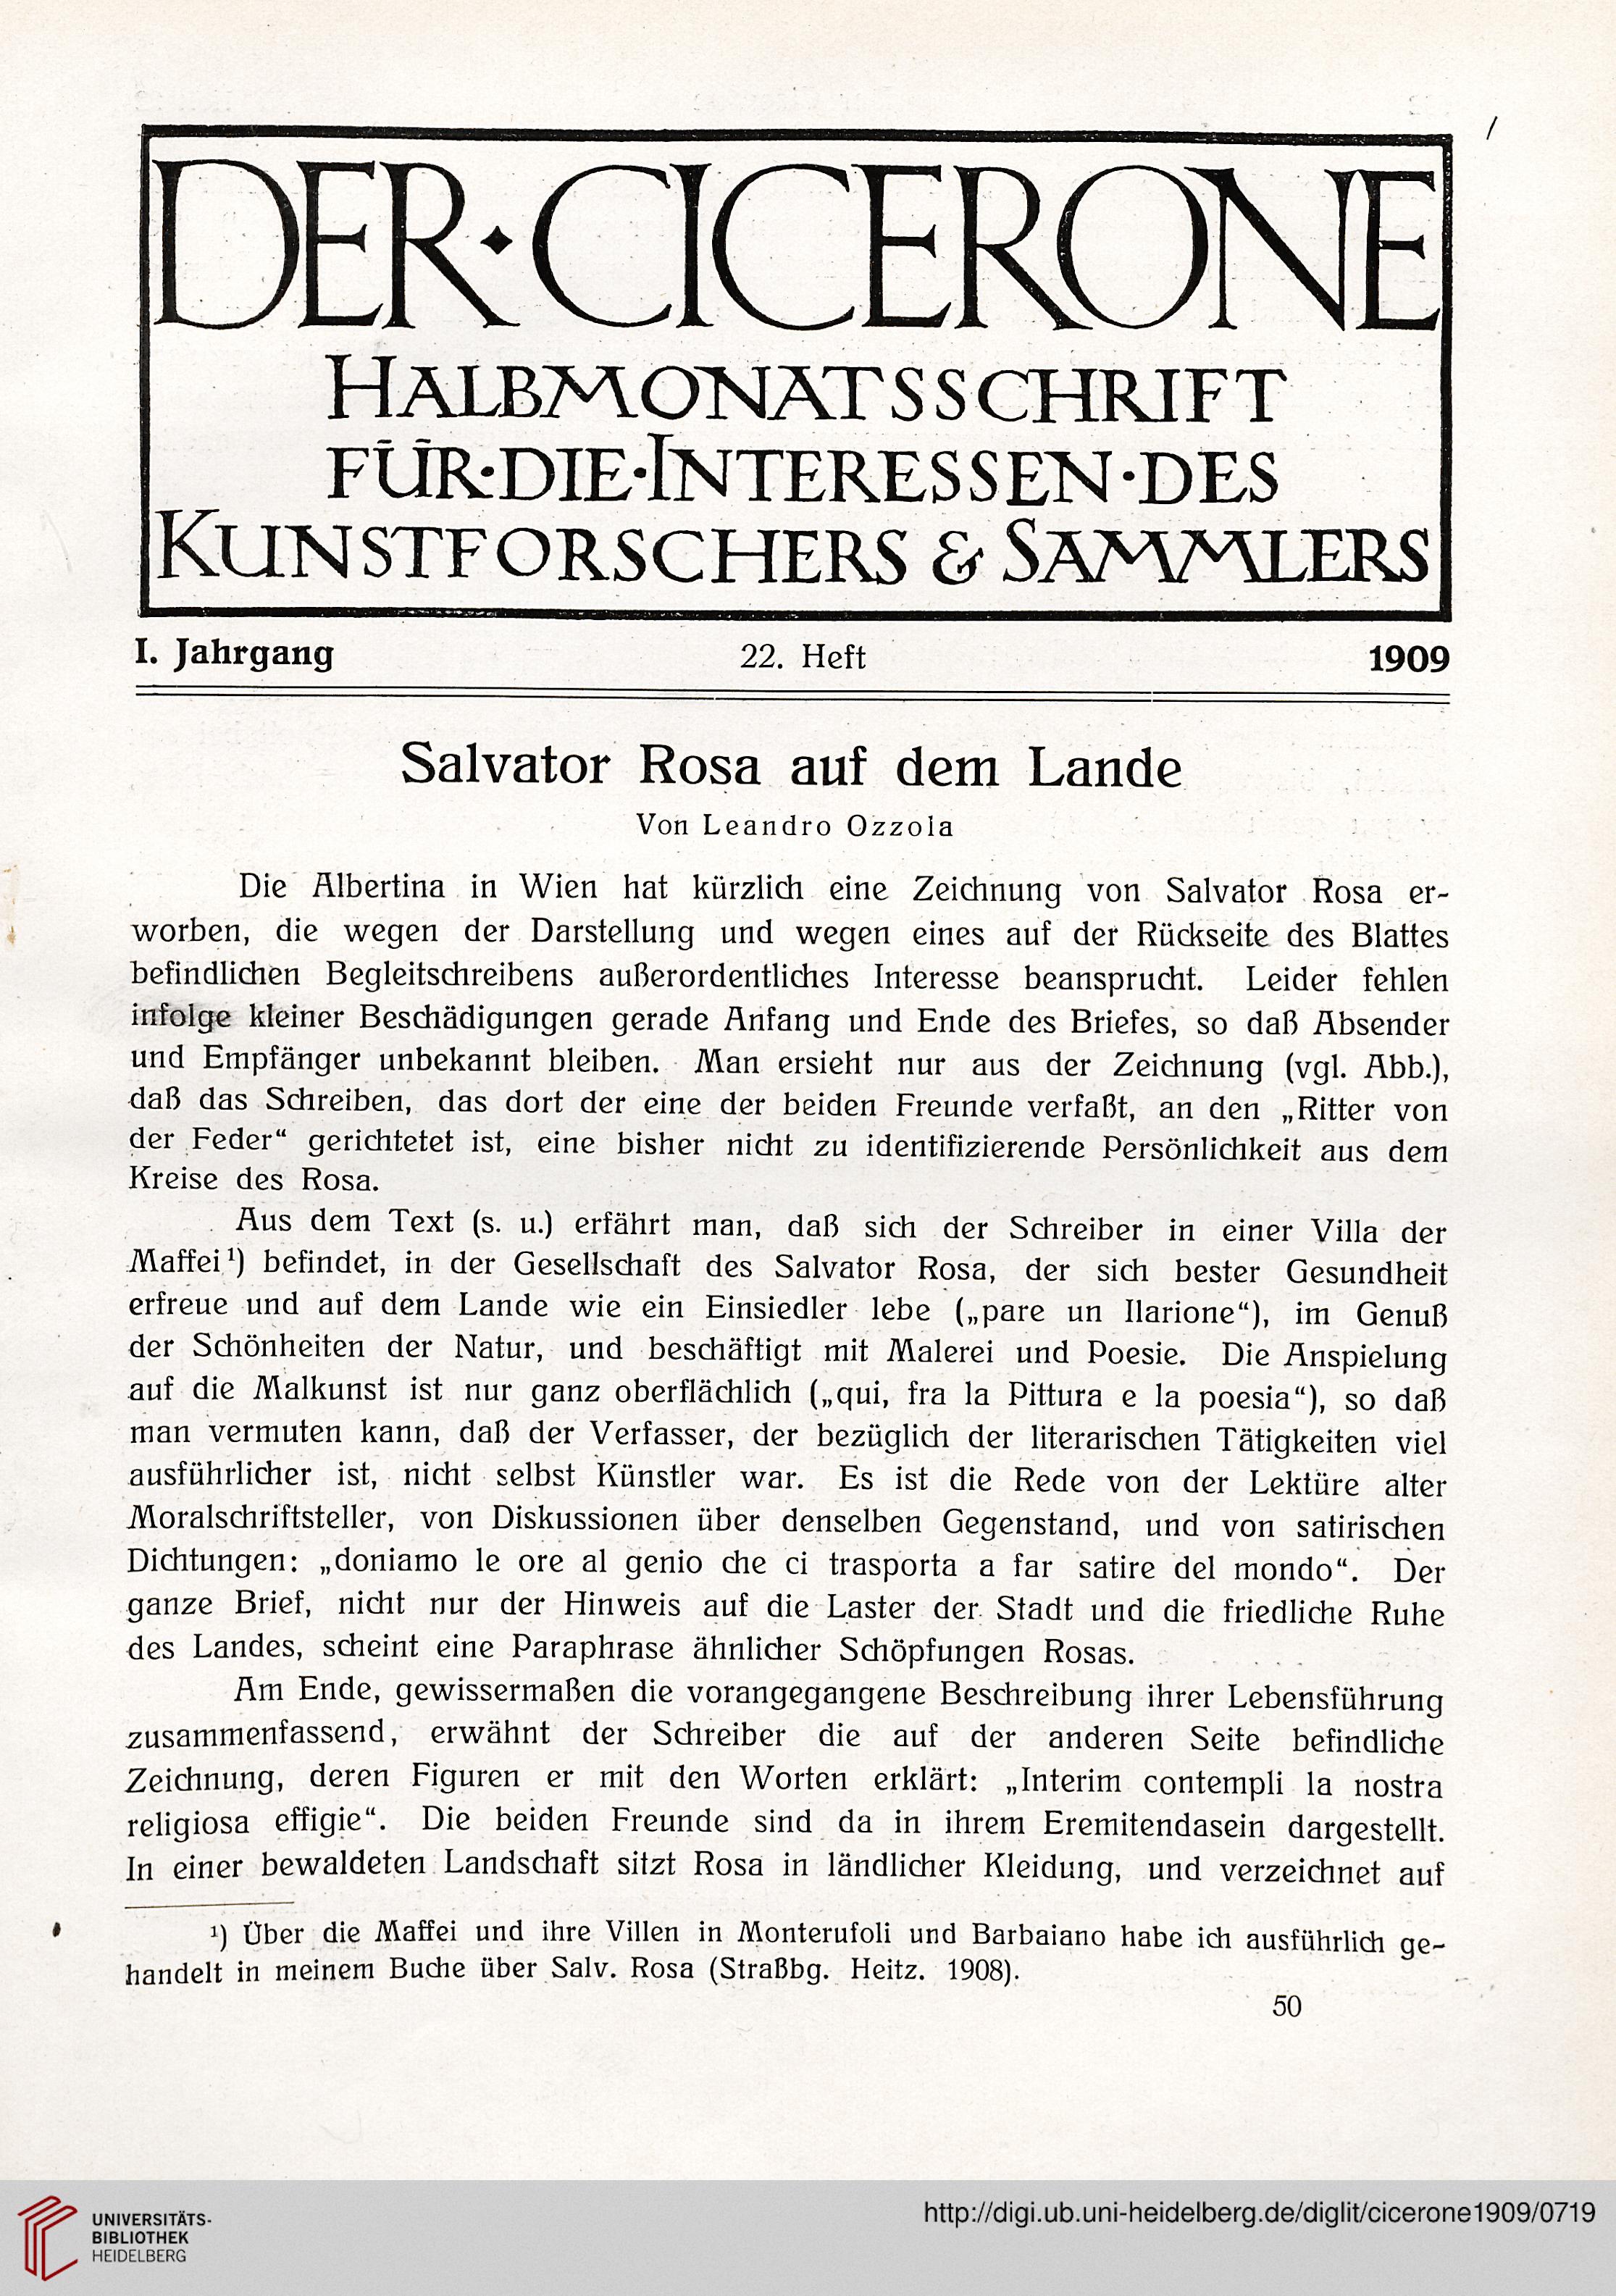 DER·CICERONE
HALBMONATSSCHRIFT
FÜR·DIE·INTERESSEN·DES
KUNSTFORSCHERS & SAMMLERS
I. Jahrgang 22. Heft 1909
Salvator Rosa auf dem Lande
Von Leandro Ozzola
Die Albertina in Wien hat kürzlich eine Zeichnung von Salvator Rosa er-
worben, die wegen der Darstellung und wegen eines auf der Rückseite des Blattes
befindlichen Begleitschreibens außerordentliches Interesse beansprucht. Leider fehlen
infolge kleiner Beschädigungen gerade Anfang und Ende des Briefes, so daß Absender
und Empfänger unbekannt bleiben. Man ersieht nur aus der Zeichnung (vgl. Abb.),
daß das Schreiben, das dort der eine der beiden Freunde verfaßt, an den „Ritter von
der Feder“ gerichtetet ist, eine bisher nicht zu identifizierende Persönlichkeit aus dem
Kreise des Rosa.
Aus dem Text (s. u.) erfährt man, daß sich der Schreiber in einer Villa der
Maffei¹) befindet, in der Gesellschaft des Salvator Rosa, der sich bester Gesundheit
erfreue und auf dem Lande wie ein Einsiedler lebe („pare un Ilarione“), im Genuß
der Schönheiten der Natur, und beschäftigt mit Malerei und Poesie. Die Anspielung
auf die Malkunst ist nur ganz oberflächlich („qui, fra la Pittura e la poesia“), so daß
man vermuten kann, daß der Verfasser, der bezüglich der literarischen Tätigkeiten viel
ausführlicher ist, nicht selbst Künstler war. Es ist die Rede von der Lektüre alter
Moralschriftsteller, von Diskussionen über denselben Gegenstand, und von satirischen
Dichtungen: „doniamo le ore al genio che ci trasporta a far satire del mondo“. Der
ganze Brief, nicht nur der Hinweis auf die Laster der Stadt und die friedliche Ruhe
des Landes, scheint eine Paraphrase ähnlicher Schöpfungen Rosas.
Am Ende, gewissermaßen die vorangegangene Beschreibung ihrer Lebensführung
zusammenfassend, erwähnt der Schreiber die auf der anderen Seite befindliche
Zeichnung, deren Figuren er mit den Worten erklärt: „Interim contempli la nostra
religiosa effigie“. Die beiden Freunde sind da in ihrem Eremitendasein dargestellt.
In einer bewaldeten Landschaft sitzt Rosa in ländlicher Kleidung, und verzeichnet auf
¹) Über die Maffei und ihre Villen in Monterufoli und Barbaiano habe ich ausführlich ge-
handelt in meinem Buche über Salv. Rosa (Straßbg. Heitz. 1908).
50
UNIVERSITÄTS-
BIBLIOTHEK
HEIDELBERG
http://digi.ub.uni-heidelberg.de/diglit/cicerone1909/0719